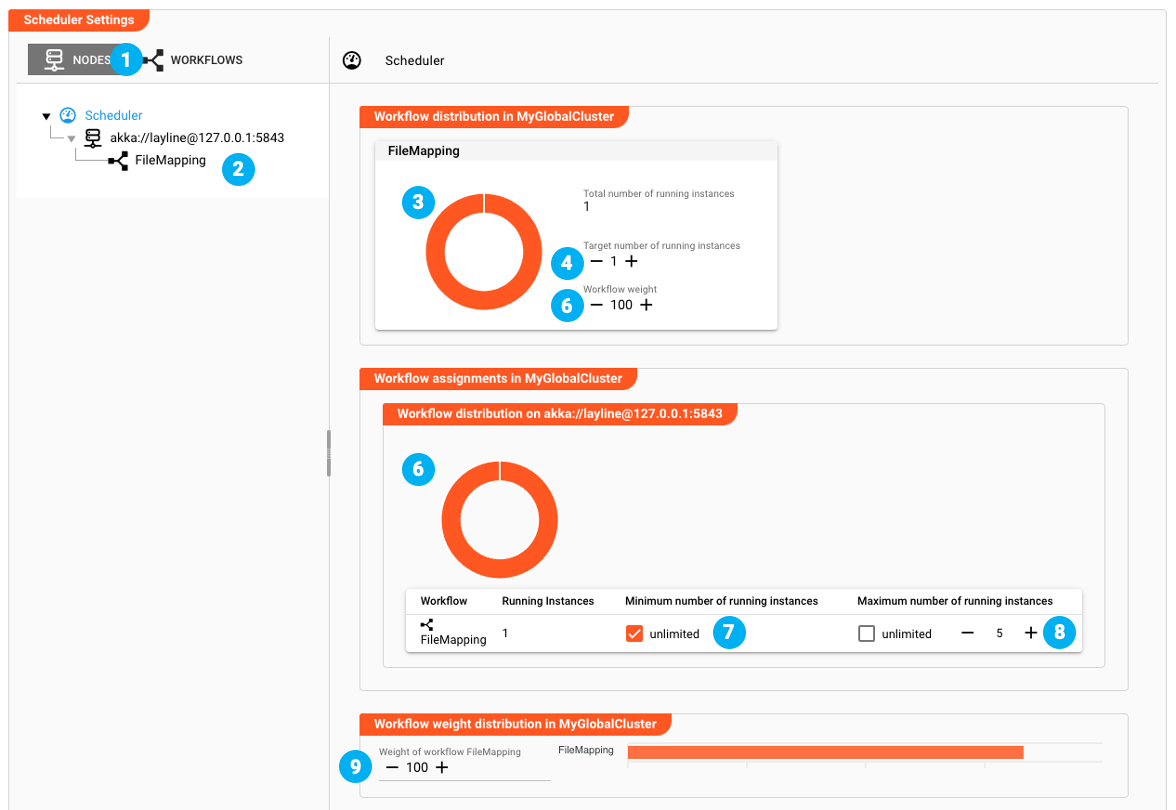 Scheduler Settings
NODES 1 WORKFLOWS
Scheduler
Scheduler
akka://layline@127.0.0.1:5843
FileMapping 2
Workflow distribution in MyGlobalCluster
FileMapping
3
Total number of running instances
1
Target number of running instances
4 − 1 +
Workflow weight
6 − 100 +
Workflow assignments in MyGlobalCluster
Workflow distribution on akka://layline@127.0.0.1:5843
6
Workflow Running Instances Minimum number of running instances Maximum number of running instances
FileMapping 1 unlimited 7 unlimited − 5 + 8
Workflow weight distribution in MyGlobalCluster
Weight of workflow FileMapping
9 − 100 +
FileMapping